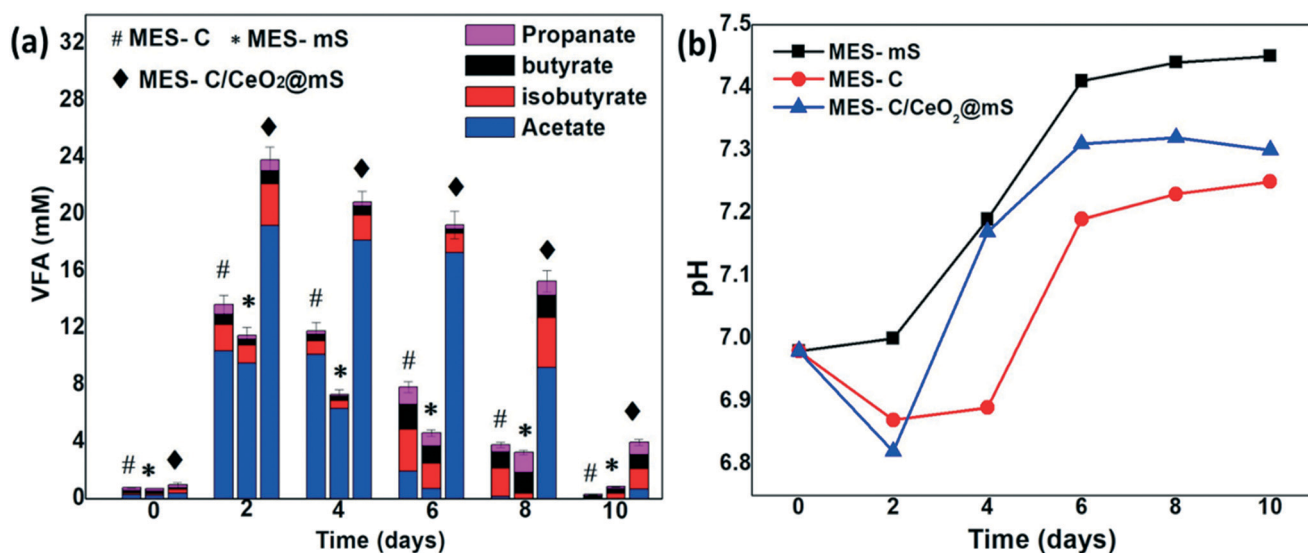 (a)
# MES- C * MES- mS
◆ MES- C/CeO₂@mS
Propanate
butyrate
isobutyrate
Acetate
VFA (mM)
32
28
24
20
16
12
8
4
0
# * ◆
# * ◆
# * ◆
# * ◆
# * ◆
# * ◆
0 2 4 6 8 10
Time (days)
(b)
MES- mS
MES- C
MES- C/CeO₂@mS
pH
7.5
7.4
7.3
7.2
7.1
7.0
6.9
6.8
0 2 4 6 8 10
Time (days)